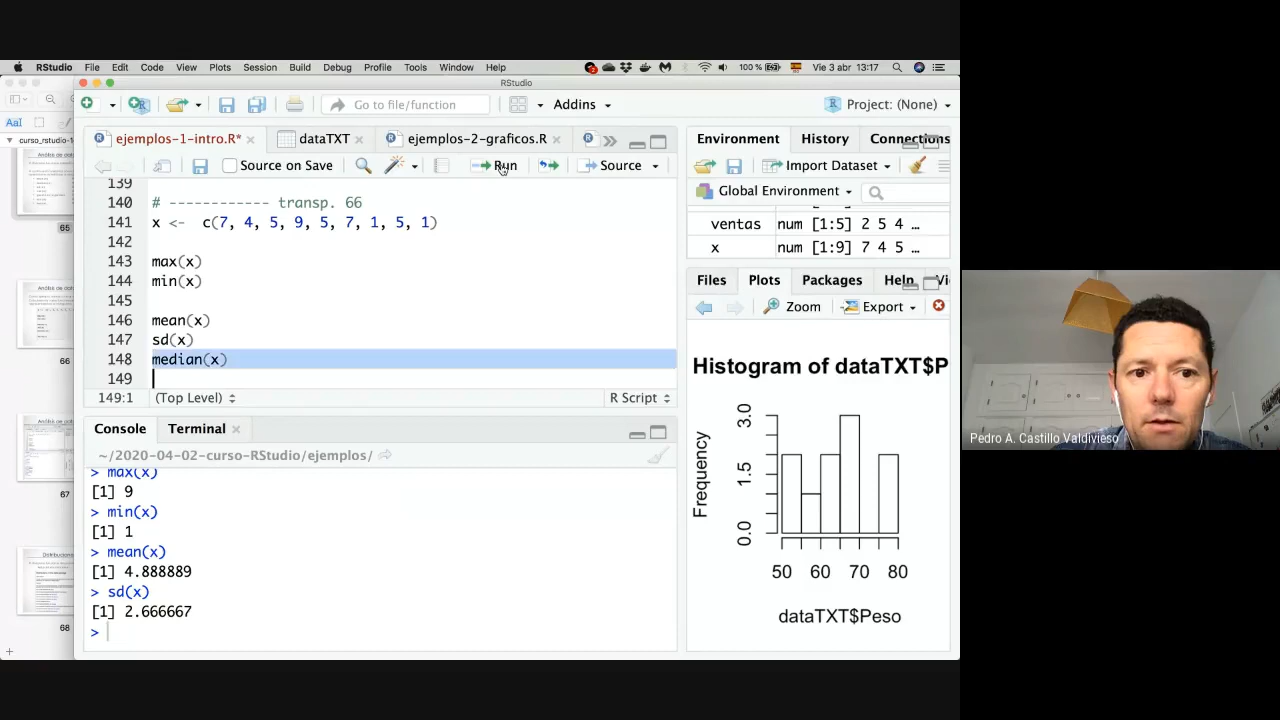 RStudio File Edit Code View Plots Session Build Debug Profile Tools Window Help 100 % Vie 3 abr 13:17
RStudio
Go to file/function Addins Project: (None)
AaI
curso_rstudio-1
65
66
67
68
ejemplos-1-intro.R* dataTXT ejemplos-2-graficos.R
Source on Save Run Source
139
140 # ------------ transp. 66
141 x <- c(7, 4, 5, 9, 5, 7, 1, 5, 1)
142
143 max(x)
144 min(x)
145
146 mean(x)
147 sd(x)
148 median(x)
149
149:1 (Top Level) R Script
Console Terminal
~/2020-04-02-curso-RStudio/ejemplos/
> max(x)
[1] 9
> min(x)
[1] 1
> mean(x)
[1] 4.888889
> sd(x)
[1] 2.666667
>
Environment History Connections
Import Dataset
Global Environment
ventas num [1:5] 2 5 4 …
x num [1:9] 7 4 5 …
Files Plots Packages Help Vi
Zoom Export
Histogram of dataTXT$P
Frequency
0.0 1.5 3.0
50 60 70 80
dataTXT$Peso
Pedro A. Castillo Valdivieso